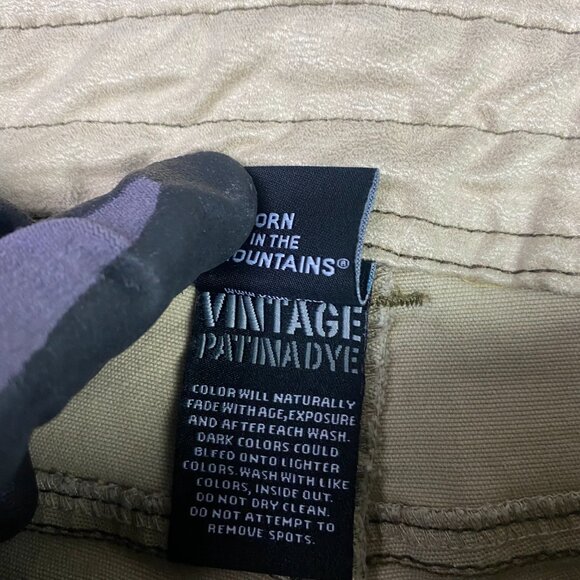 ORN
IN THE
OUNTAINS®
VINTAGE
PATINA DYE
COLOR WILL NATURALLY
FADE WITH AGE, EXPOSURE
AND AFTER EACH WASH.
DARK COLORS COULD
BLEED ONTO LIGHTER
COLORS. WASH WITH LIKE
COLORS, INSIDE OUT.
DO NOT DRY CLEAN.
DO NOT ATTEMPT TO
REMOVE SPOTS.